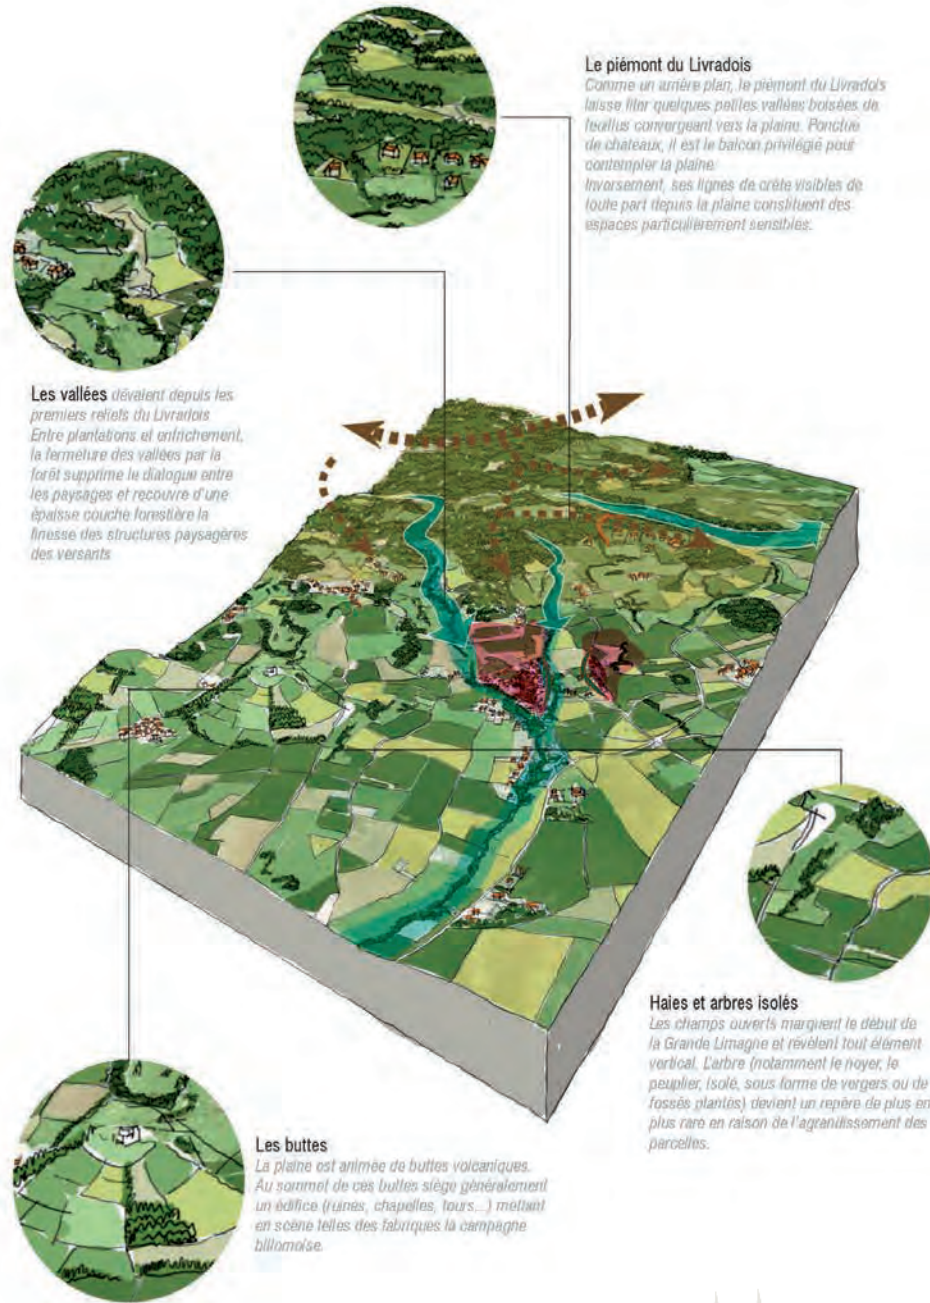 Le piémont du Livradois
Comme un arrière plan, le piémont du Livradois
laisse filer quelques petites vallées boisées de
feuillus convergeant vers la plaine. Ponctué
de chateaux, il est le balcon privilégié pour
contempler la plaine.
Inversement, ses lignes de crête visibles de
toute part depuis la plaine constituent des
espaces particulièrement sensibles.
Les vallées dévalent depuis les
premiers reliefs du Livradois
Entre plantations et enfrichement,
la fermeture des vallées par la
forêt supprime le dialogue entre
les paysages et recouvre d'une
épaisse couche forestière la
finesse des structures paysagères
des versants
Haies et arbres isolés
Les champs ouverts marquent le début de
la Grande Limagne et révèlent tout élément
vertical. L'arbre (notamment le noyer, le
peuplier, isolé, sous forme de vergers ou de
fossés plantés) devient un repère de plus en
plus rare en raison de l'agrandissement des
parcelles.
Les buttes
La plaine est animée de buttes volcaniques.
Au sommet de ces buttes siège généralement
un édifice (ruines, chapelles, tours...) mettant
en scène telles des fabriques la campagne
billomoise.